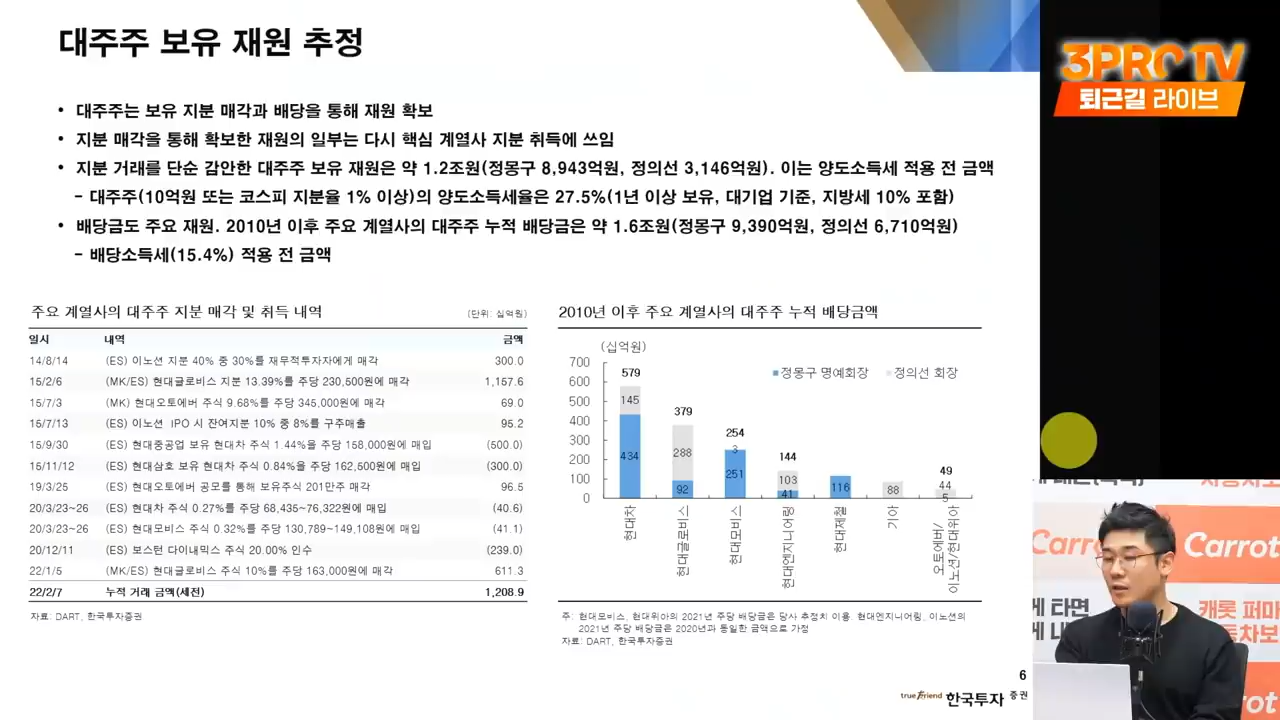 대주주 보유 재원 추정
3PRO TV
퇴근길 라이브
• 대주주는 보유 지분 매각과 배당을 통해 재원 확보
• 지분 매각을 통해 확보한 재원의 일부는 다시 핵심 계열사 지분 취득에 쓰임
• 지분 거래를 단순 감안한 대주주 보유 재원은 약 1.2조원(정몽구 8,943억원, 정의선 3,146억원). 이는 양도소득세 적용 전 금액
– 대주주(10억원 또는 코스피 지분율 1% 이상)의 양도소득세율은 27.5%(1년 이상 보유, 대기업 기준, 지방세 10% 포함)
• 배당금도 주요 재원. 2010년 이후 주요 계열사의 대주주 누적 배당금은 약 1.6조원(정몽구 9,390억원, 정의선 6,710억원)
– 배당소득세(15.4%) 적용 전 금액
주요 계열사의 대주주 지분 매각 및 취득 내역 (단위: 십억원)
일시 내역 금액
14/8/14 (ES) 이노션 지분 40% 중 30%를 재무적투자자에게 매각 300.0
15/2/6 (MK/ES) 현대글로비스 지분 13.39%를 주당 230,500원에 매각 1,157.6
15/7/3 (MK) 현대오토에버 주식 9.68%를 주당 345,000원에 매각 69.0
15/7/13 (ES) 이노션 IPO 시 잔여지분 10% 중 8%를 구주매출 95.2
15/9/30 (ES) 현대중공업 보유 현대차 주식 1.44%을 주당 158,000원에 매입 (500.0)
15/11/12 (ES) 현대삼호 보유 현대차 주식 0.84%을 주당 162,500원에 매입 (300.0)
19/3/25 (ES) 현대오토에버 공모를 통해 보유주식 201만주 매각 96.5
20/3/23~26 (ES) 현대차 주식 0.27%를 주당 68,435~76,322원에 매입 (40.6)
20/3/23~26 (ES) 현대모비스 주식 0.32%를 주당 130,789~149,108원에 매입 (41.1)
20/12/11 (ES) 보스턴 다이내믹스 주식 20.00% 인수 (239.0)
22/1/5 (MK/ES) 현대글로비스 주식 10%를 주당 163,000원에 매각 611.3
22/2/7 누적 거래 금액(세전) 1,208.9
자료: DART, 한국투자증권
2010년 이후 주요 계열사의 대주주 누적 배당금액
(십억원)
정몽구 명예회장 정의선 회장
700
600
500
400
300
200
100
0
579
145
434
379
288
92
254
3
251
144
103
41
116
88
49
44
5
현대차
현대글로비스
현대모비스
현대엔지니어링
현대제철
기아
오토에버/
이노션/현대위아
주: 현대모비스, 현대위아의 2021년 주당 배당금은 당사 추정치 이용. 현대엔지니어링, 이노션의
2021년 주당 배당금은 2020년과 동일한 금액으로 가정
자료: DART, 한국투자증권
6
true Friend 한국투자 증권
Carrot
Carrot
게 타면
게 내
캐롯 퍼마
동차보
rrot